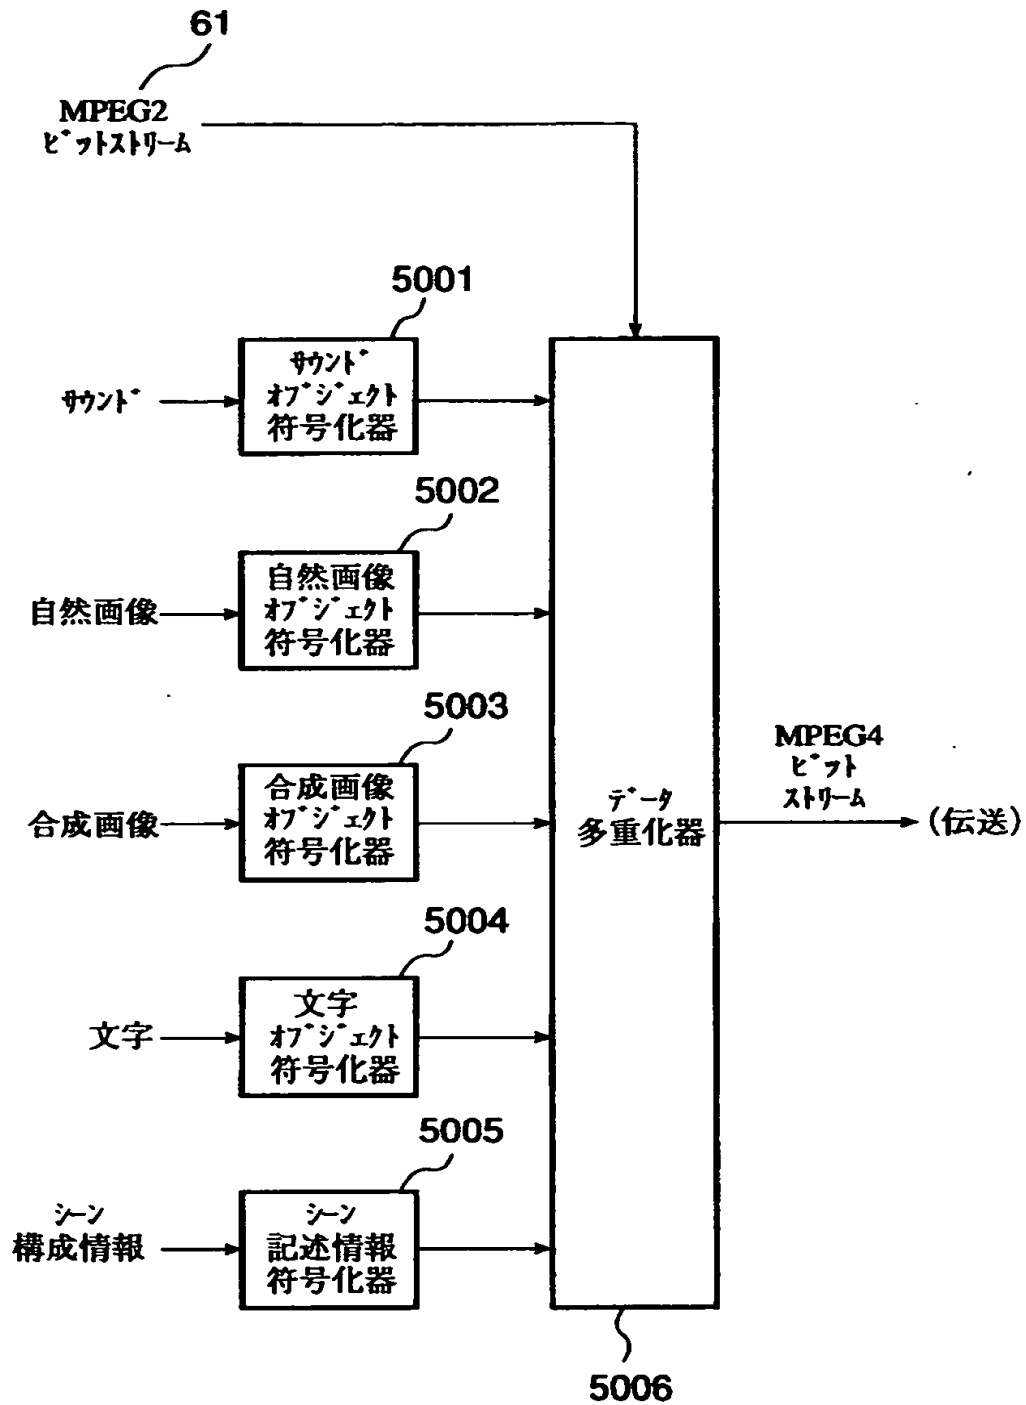 61
MPEG2
ビットストリーム
5001
サウンド
サウンド
オブジェクト
符号化器
5002
自然画像
自然画像
オブジェクト
符号化器
5003
合成画像
合成画像
オブジェクト
符号化器
5004
文字
文字
オブジェクト
符号化器
5005
シーン
構成情報
シーン
記述情報
符号化器
データ
多重化器
5006
MPEG4
ビット
ストリーム
(伝送)